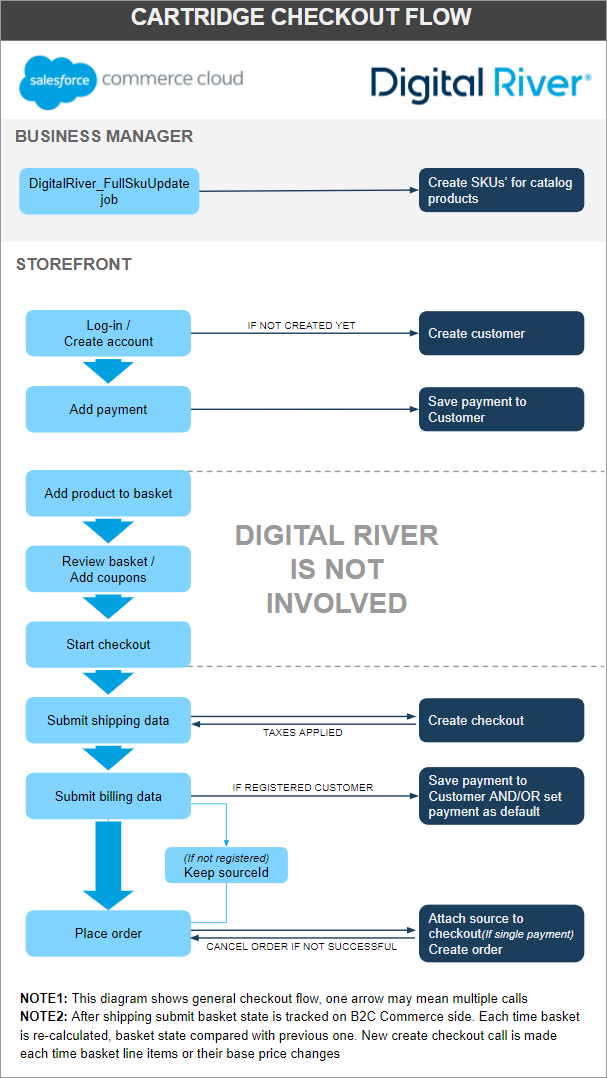 CARTRIDGE CHECKOUT FLOW
salesforce commerce cloud
Digital River®
BUSINESS MANAGER
DigitalRiver_FullSkuUpdate
job
Create SKUs’ for catalog
products
STOREFRONT
Log-in /
Create account
IF NOT CREATED YET
Create customer
Add payment
Save payment to
Customer
Add product to basket
DIGITAL RIVER
IS NOT
INVOLVED
Review basket /
Add coupons
Start checkout
Submit shipping data
TAXES APPLIED
Create checkout
Submit billing data
IF REGISTERED CUSTOMER
Save payment to
Customer AND/OR set
payment as default
(If not registered)
Keep sourceId
Place order
CANCEL ORDER IF NOT SUCCESSFUL
Attach source to
checkout(If single payment)
Create order
NOTE1: This diagram shows general checkout flow, one arrow may mean multiple calls
NOTE2: After shipping submit basket state is tracked on B2C Commerce side. Each time basket
is re-calculated, basket state compared with previous one. New create checkout call is made
each time basket line items or their base price changes